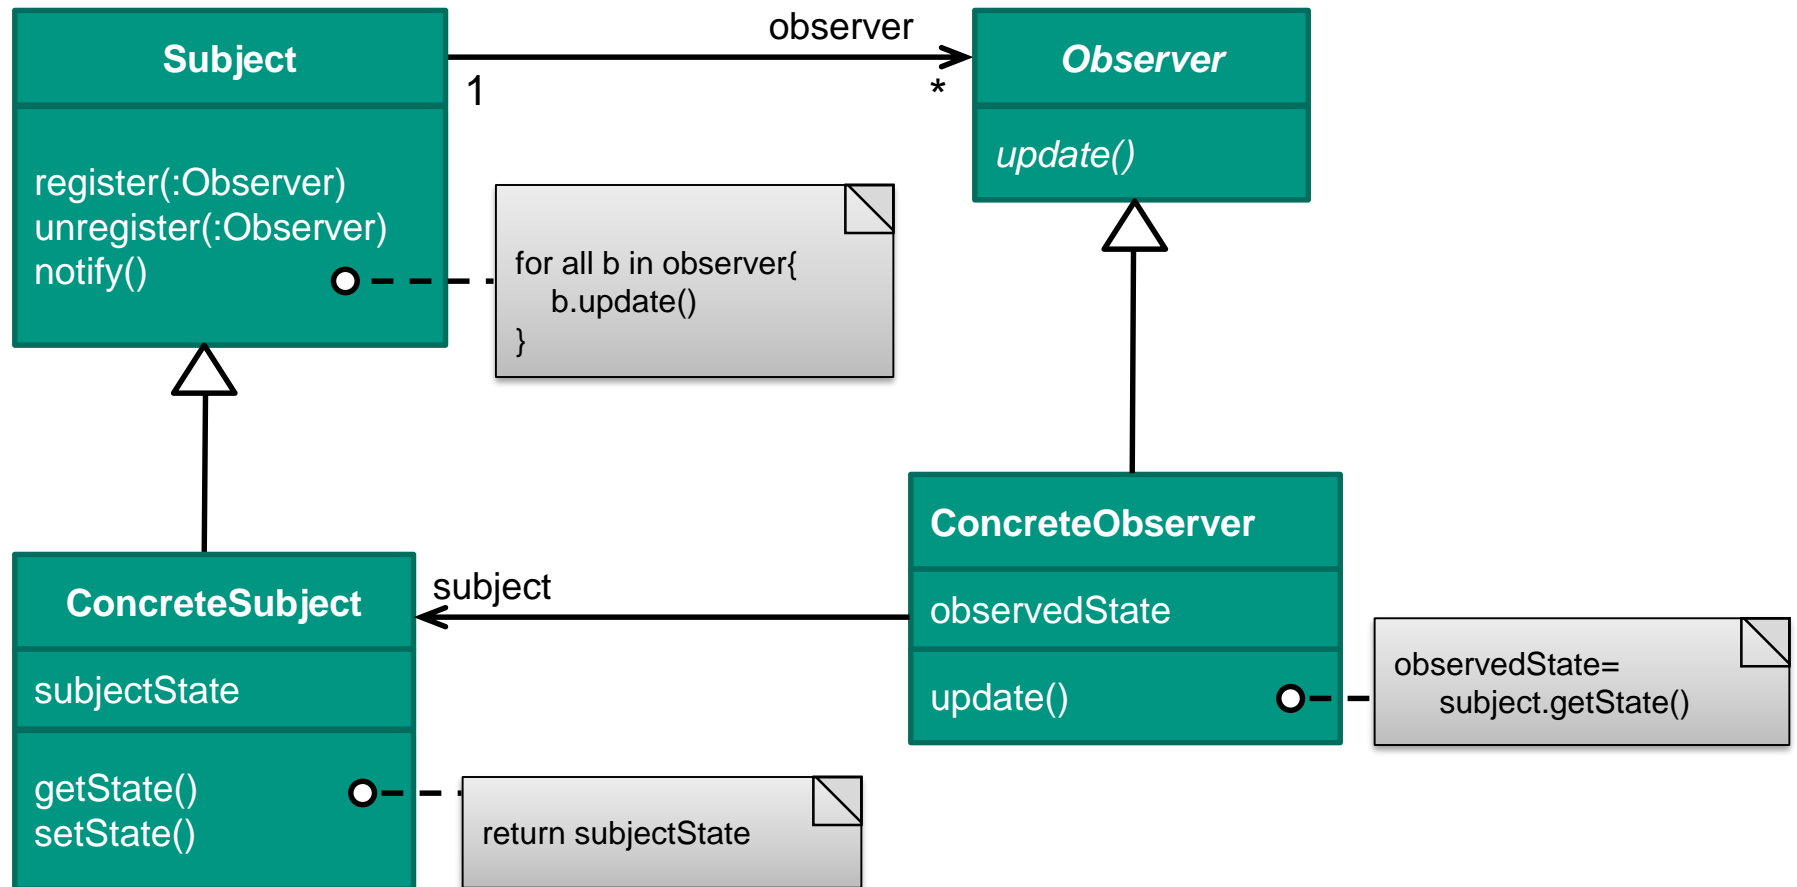 Subject
register(:Observer)
unregister(:Observer)
notify()
observer
1
*
Observer
update()
for all b in observer{
b.update()
}
ConcreteSubject
subjectState
getState()
setState()
subject
ConcreteObserver
observedState
update()
observedState=
subject.getState()
return subjectState